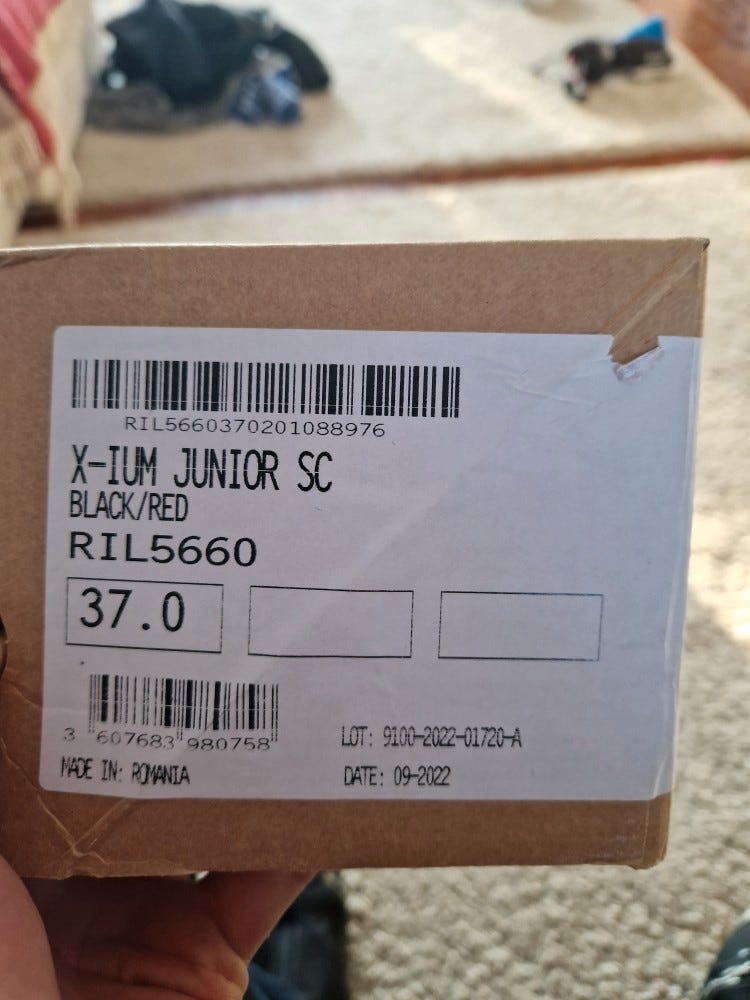 RIL5660370201088976
X-IUM JUNIOR SC
BLACK/RED
RIL5660
37.0
3 607683 980758
LOT: 9100-2022-01720-A
MADE IN: ROMANIA
DATE: 09-2022